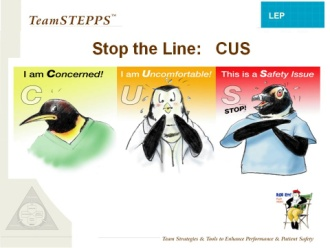 TeamSTEPPS™
LEP
Stop the Line: CUS
I am Concerned!
I am Uncomfortable!
This is a Safety Issue
C
U
S
STOP!
Team Strategies & Tools to Enhance Performance & Patient Safety